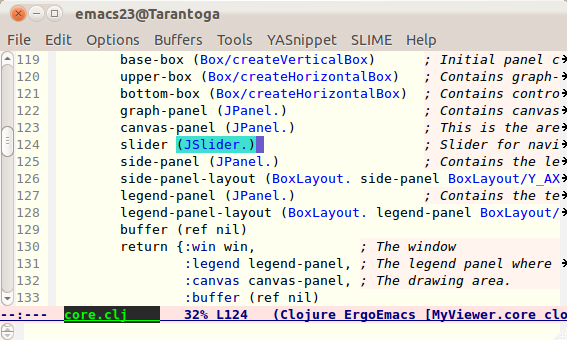 emacs23@Tarantoga
File Edit Options Buffers Tools YASnippet SLIME Help
119 base-box (Box/createVerticalBox) ; Initial panel c
120 upper-box (Box/createHorizontalBox) ; Contains graph-
121 bottom-box (Box/createHorizontalBox) ; Contains contro
122 graph-panel (JPanel.) ; Contains canvas
123 canvas-panel (JPanel.) ; This is the are
124 slider (JSlider.) ; Slider for navi
125 side-panel (JPanel.) ; Contains the le
126 side-panel-layout (BoxLayout. side-panel BoxLayout/Y_AX
127 legend-panel (JPanel.) ; Contains the te
128 legend-panel-layout (BoxLayout. legend-panel BoxLayout/
129 buffer (ref nil)
130 return {:win win, ; The window
131 :legend legend-panel, ; The legend panel where
132 :canvas canvas-panel, ; The drawing area.
133 :buffer (ref nil)
--:--- core.clj 32% L124 (Clojure ErgoEmacs [MyViewer.core clo